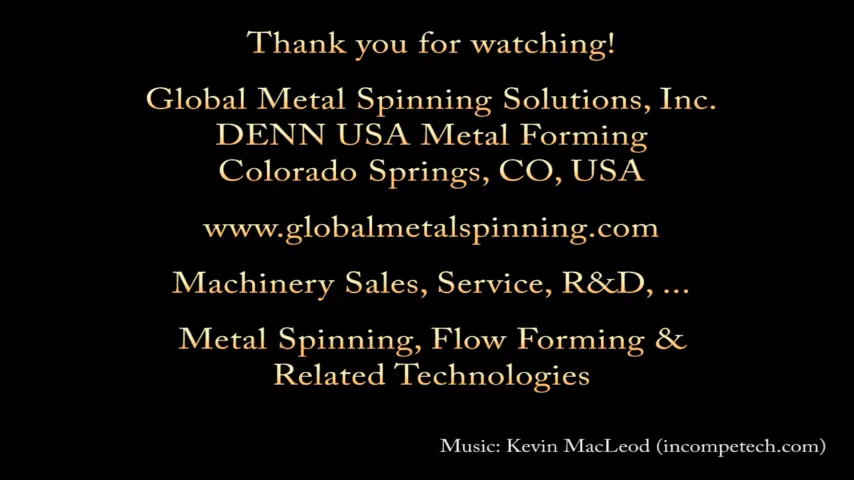 Thank you for watching!
Global Metal Spinning Solutions, Inc.
DENN USA Metal Forming
Colorado Springs, CO, USA
www.globalmetalspinning.com
Machinery Sales, Service, R&D, ...
Metal Spinning, Flow Forming &
Related Technologies
Music: Kevin MacLeod (incompetech.com)